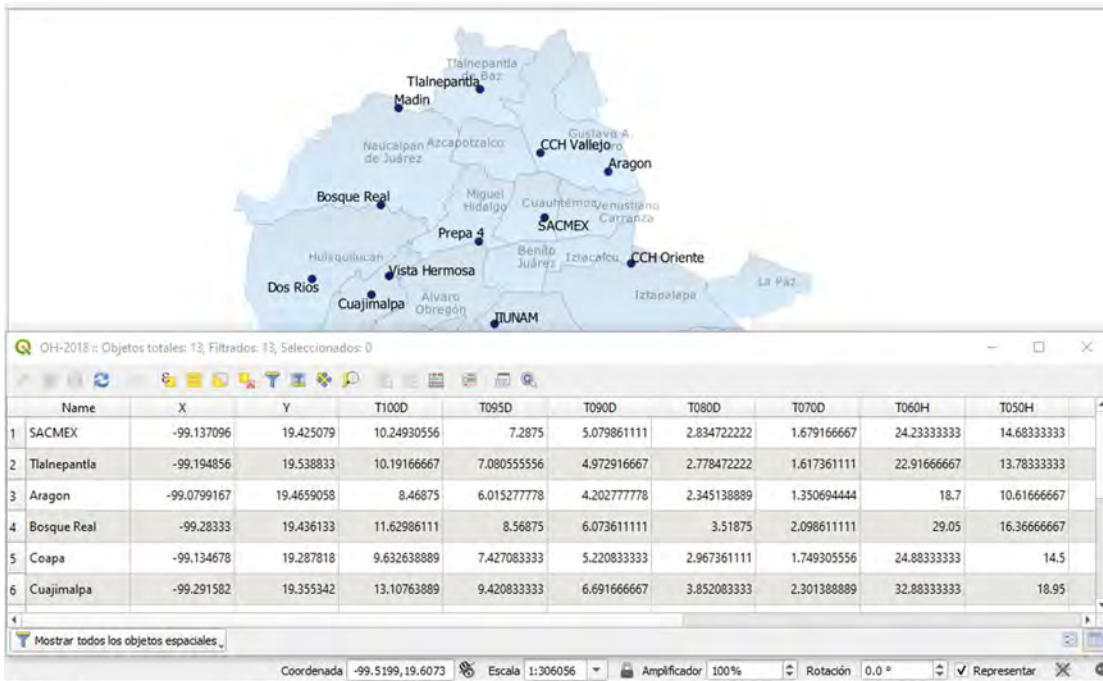 Tlalnepantla
de Baz
Tlalnepantla
Madin
Gustavo A.
CCH Vallejo
Naucalpan
de Juárez
Azcapotzalco
Aragon
Miguel
Hidalgo
Bosque Real
Cuauhtémoc
Venustiano
Carranza
SACMEX
Prepa 4
Benito
Juárez
Iztacalco
CCH Oriente
Huixquilucan
Vista Hermosa
La Paz
Dos Rios
Cuajimalpa
Alvaro
Obregón
Iztapalapa
IIUNAM
OH-2018 :: Objetos totales: 13, Filtrados: 13, Seleccionados: 0
Name X Y T100D T095D T090D T080D T070D T060H T050H
1 SACMEX -99.137096 19.425079 10.24930556 7.2875 5.079861111 2.834722222 1.679166667 24.23333333 14.68333333
2 Tlalnepantla -99.194856 19.538833 10.19166667 7.080555556 4.972916667 2.778472222 1.617361111 22.91666667 13.78333333
3 Aragon -99.0799167 19.4659058 8.46875 6.015277778 4.202777778 2.345138889 1.350694444 18.7 10.61666667
4 Bosque Real -99.28333 19.436133 11.62986111 8.56875 6.073611111 3.51875 2.098611111 29.05 16.36666667
5 Coapa -99.134678 19.287818 9.632638889 7.427083333 5.220833333 2.967361111 1.749305556 24.88333333 14.5
6 Cuajimalpa -99.291582 19.355342 13.10763889 9.420833333 6.691666667 3.852083333 2.301388889 32.88333333 18.95
Mostrar todos los objetos espaciales
Coordenada -99.5199,19.6073 Escala 1:306056 Amplificador 100% Rotación 0.0 ° Representar